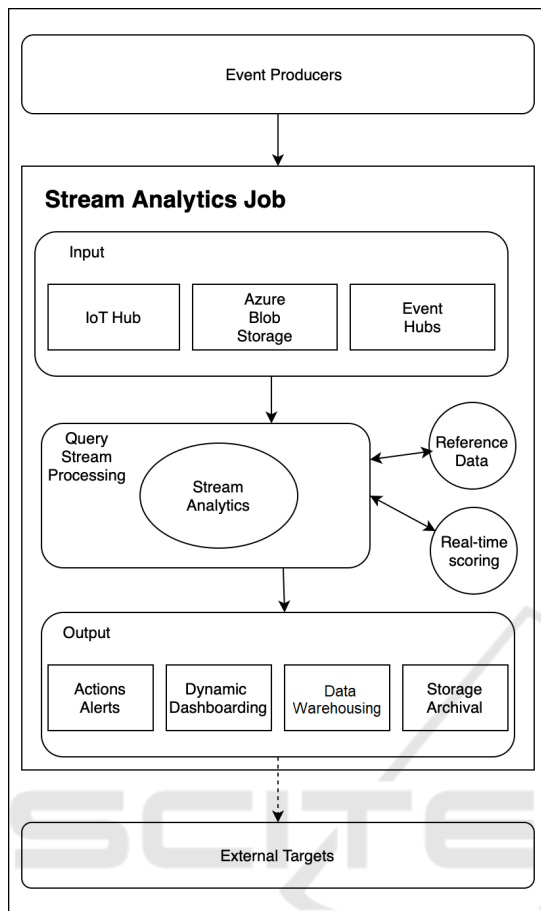 Event Producers
Stream Analytics Job
Input
IoT Hub
Azure
Blob
Storage
Event
Hubs
Query
Stream
Processing
Stream
Analytics
Reference
Data
Real-time
scoring
Output
Actions
Alerts
Dynamic
Dashboarding
Data
Warehousing
Storage
Archival
External Targets
SCITE